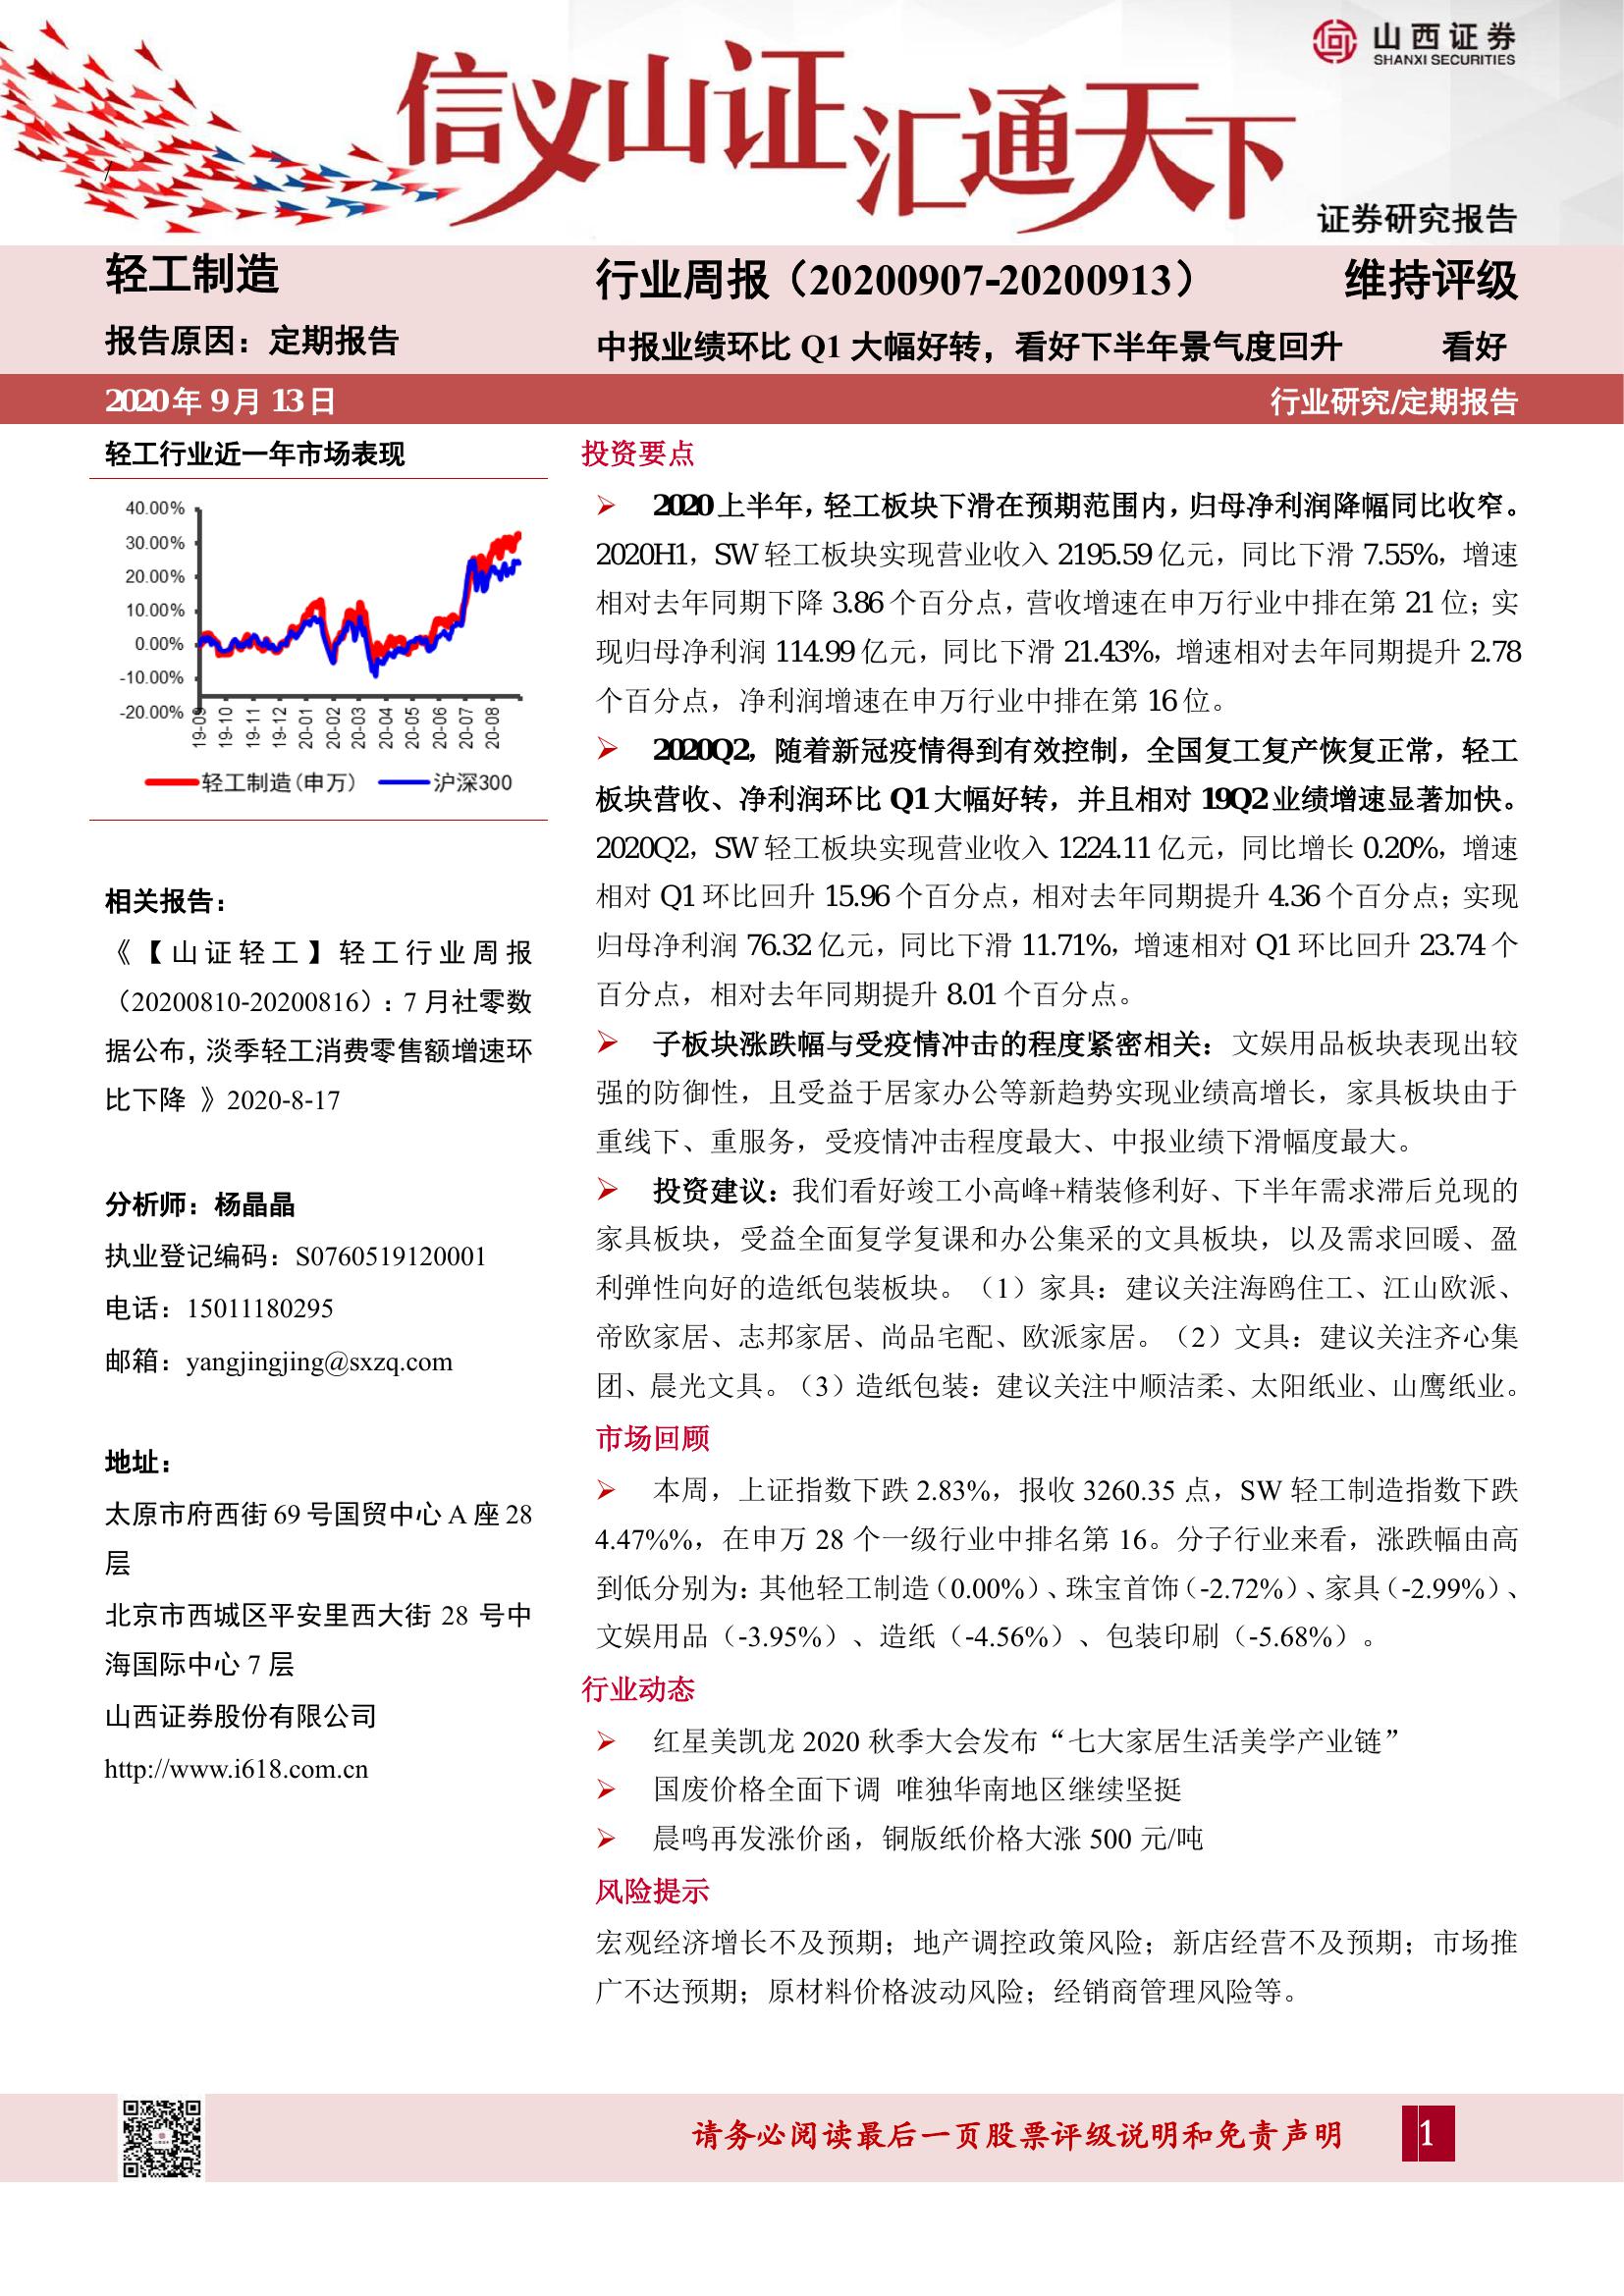 山西证券
SHANXI SECURITIES
信义山证汇通天下
证券研究报告
轻工制造
报告原因：定期报告
行业周报（20200907-20200913）
维持评级
中报业绩环比 Q1 大幅好转，看好下半年景气度回升
看好
2020 年 9 月 13 日
行业研究/定期报告
轻工行业近一年市场表现
40.00%
30.00%
20.00%
10.00%
0.00%
-10.00%
-20.00%
19-09
19-10
19-11
19-12
20-01
20-02
20-03
20-04
20-05
20-06
20-07
20-08
轻工制造(申万)
沪深300
相关报告：
《【山证轻工】轻工行业周报
（20200810-20200816）：7 月社零数
据公布，淡季轻工消费零售额增速环
比下降 》2020-8-17
分析师：杨晶晶
执业登记编码：S0760519120001
电话：15011180295
邮箱：yangjingjing@sxzq.com
地址：
太原市府西街 69 号国贸中心 A 座 28
层
北京市西城区平安里西大街 28 号中
海国际中心 7 层
山西证券股份有限公司
http://www.i618.com.cn
投资要点
➢ 2020 上半年，轻工板块下滑在预期范围内，归母净利润降幅同比收窄。
2020H1，SW 轻工板块实现营业收入 2195.59 亿元，同比下滑 7.55%，增速
相对去年同期下降 3.86 个百分点，营收增速在申万行业中排在第 21 位；实
现归母净利润 114.99 亿元，同比下滑 21.43%，增速相对去年同期提升 2.78
个百分点，净利润增速在申万行业中排在第 16 位。
➢ 2020Q2，随着新冠疫情得到有效控制，全国复工复产恢复正常，轻工
板块营收、净利润环比 Q1 大幅好转，并且相对 19Q2 业绩增速显著加快。
2020Q2，SW 轻工板块实现营业收入 1224.11 亿元，同比增长 0.20%，增速
相对 Q1 环比回升 15.96 个百分点，相对去年同期提升 4.36 个百分点；实现
归母净利润 76.32 亿元，同比下滑 11.71%，增速相对 Q1 环比回升 23.74 个
百分点，相对去年同期提升 8.01 个百分点。
➢ 子板块涨跌幅与受疫情冲击的程度紧密相关：文娱用品板块表现出较
强的防御性，且受益于居家办公等新趋势实现业绩高增长，家具板块由于
重线下、重服务，受疫情冲击程度最大、中报业绩下滑幅度最大。
➢ 投资建议：我们看好竣工小高峰+精装修利好、下半年需求滞后兑现的
家具板块，受益全面复学复课和办公集采的文具板块，以及需求回暖、盈
利弹性向好的造纸包装板块。（1）家具：建议关注海鸥住工、江山欧派、
帝欧家居、志邦家居、尚品宅配、欧派家居。（2）文具：建议关注齐心集
团、晨光文具。（3）造纸包装：建议关注中顺洁柔、太阳纸业、山鹰纸业。
市场回顾
➢ 本周，上证指数下跌 2.83%，报收 3260.35 点，SW 轻工制造指数下跌
4.47%%，在申万 28 个一级行业中排名第 16。分子行业来看，涨跌幅由高
到低分别为：其他轻工制造（0.00%）、珠宝首饰（-2.72%）、家具（-2.99%）、
文娱用品（-3.95%）、造纸（-4.56%）、包装印刷（-5.68%）。
行业动态
➢ 红星美凯龙 2020 秋季大会发布“七大家居生活美学产业链”
➢ 国废价格全面下调 唯独华南地区继续坚挺
➢ 晨鸣再发涨价函，铜版纸价格大涨 500 元/吨
风险提示
宏观经济增长不及预期；地产调控政策风险；新店经营不及预期；市场推
广不达预期；原材料价格波动风险；经销商管理风险等。
请务必阅读最后一页股票评级说明和免责声明
1